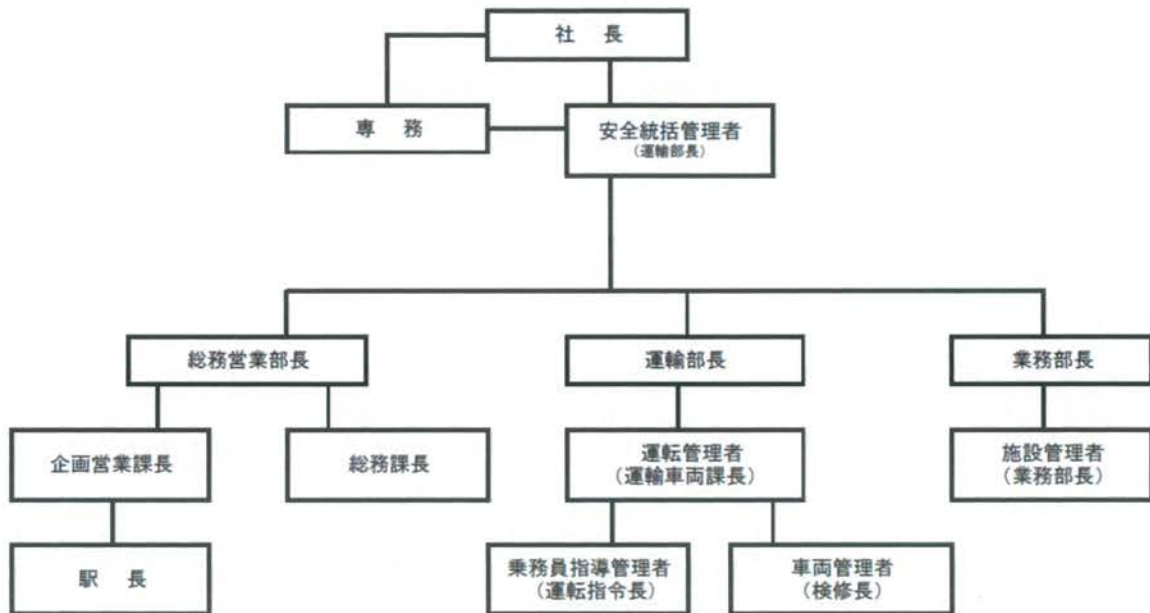 社　長
専　務
安全統括管理者
（運輸部長）
総務営業部長
運輸部長
業務部長
企画営業課長
総務課長
運転管理者
（運輸車両課長）
施設管理者
（業務部長）
駅　長
乗務員指導管理者
（運転指令長）
車両管理者
（検修長）